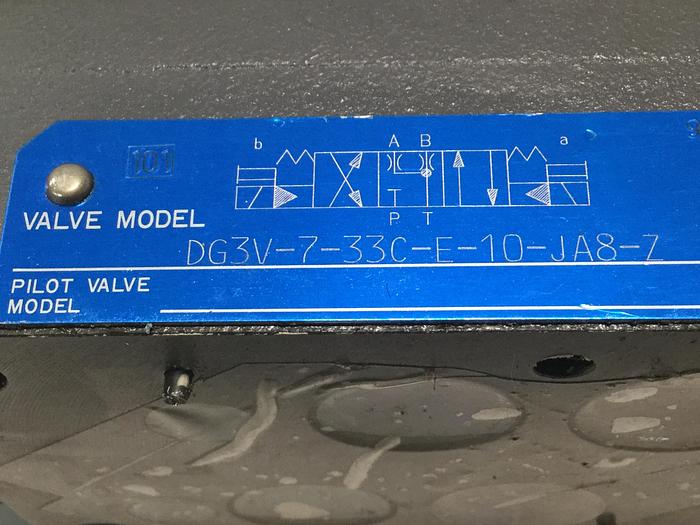 b A B a
101
P T
VALVE MODEL
DG3V-7-33C-E-10-JA8-Z
PILOT VALVE
MODEL